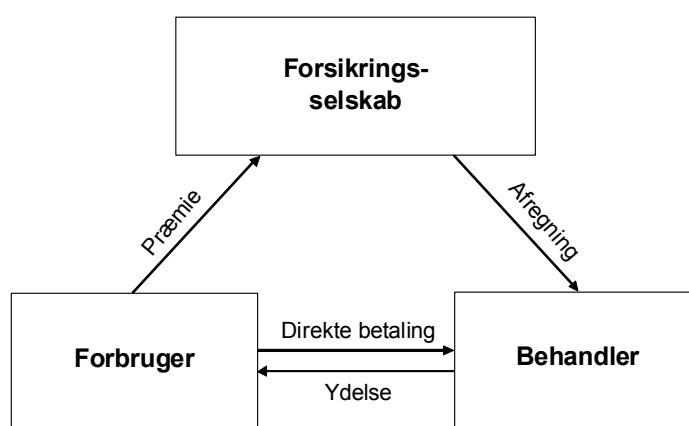 Forsikrings-
selskab
Præmie
Afregning
Direkte betaling
Forbruger
Behandler
Ydelse